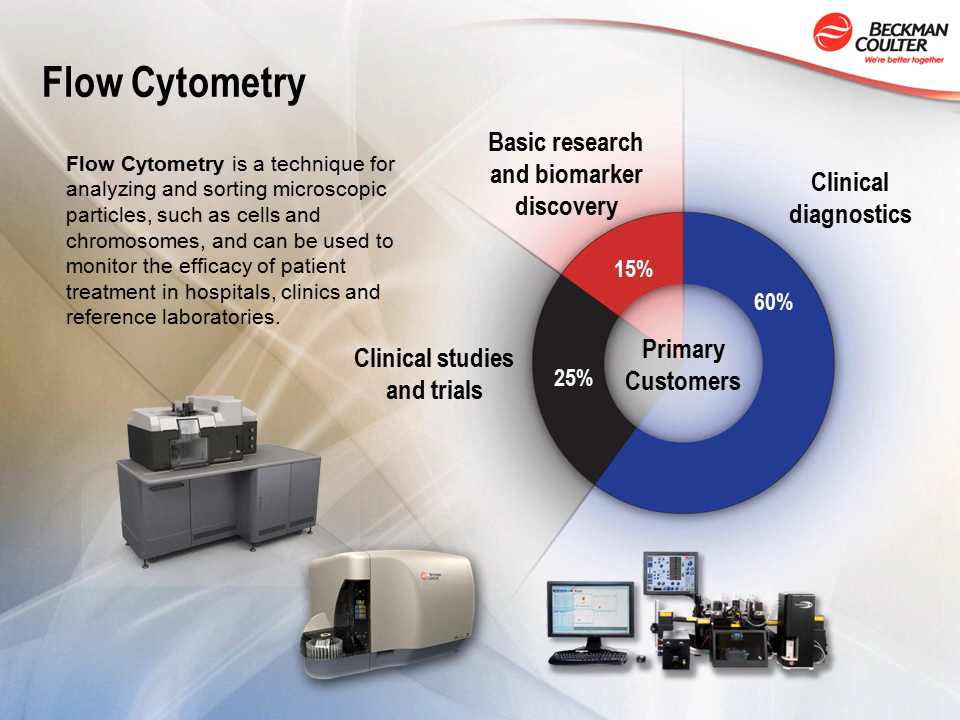 BECKMAN
COULTER
We're better together
Flow Cytometry
Flow Cytometry is a technique for
analyzing and sorting microscopic
particles, such as cells and
chromosomes, and can be used to
monitor the efficacy of patient
treatment in hospitals, clinics and
reference laboratories.
Basic research
and biomarker
discovery
Clinical
diagnostics
15%
60%
Clinical studies
and trials
25%
Primary
Customers
BECKMAN
COULTER